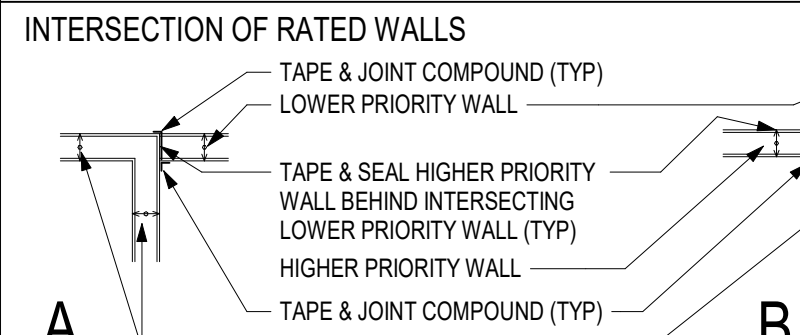 INTERSECTION OF RATED WALLS
TAPE & JOINT COMPOUND (TYP)
LOWER PRIORITY WALL
TAPE & SEAL HIGHER PRIORITY
WALL BEHIND INTERSECTING
LOWER PRIORITY WALL (TYP)
HIGHER PRIORITY WALL
TAPE & JOINT COMPOUND (TYP)
A
B